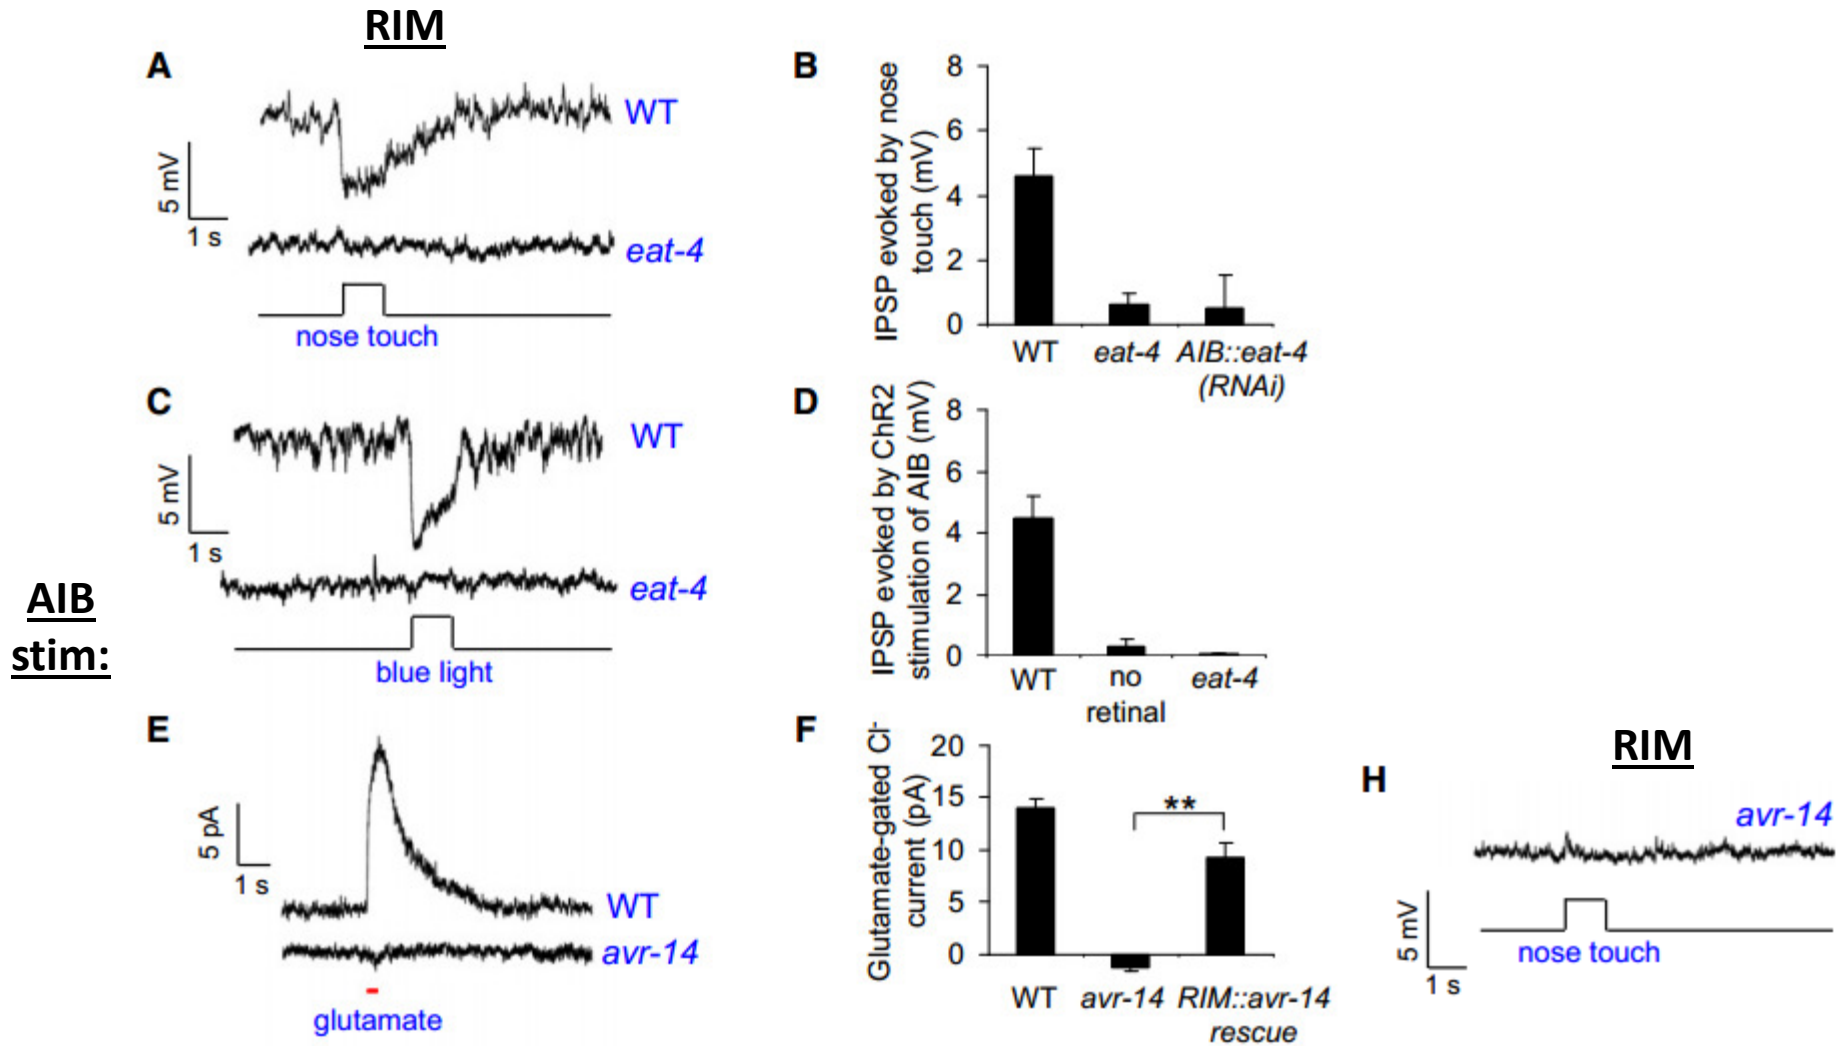 RIM
A
WT
5 mV
1 s
eat-4
nose touch
B
IPSP evoked by nose
touch (mV)
8
6
4
2
0
WT
eat-4
AIB::eat-4
(RNAi)
C
WT
5 mV
1 s
eat-4
blue light
AIB
stim:
D
IPSP evoked by ChR2
stimulation of AIB (mV)
8
6
4
2
0
WT
no
retinal
eat-4
E
5 pA
1 s
WT
avr-14
glutamate
F
Glutamate-gated Cl-
current (pA)
20
15
10
5
0
**
WT
avr-14
RIM::avr-14
rescue
RIM
H
avr-14
5 mV
1 s
nose touch